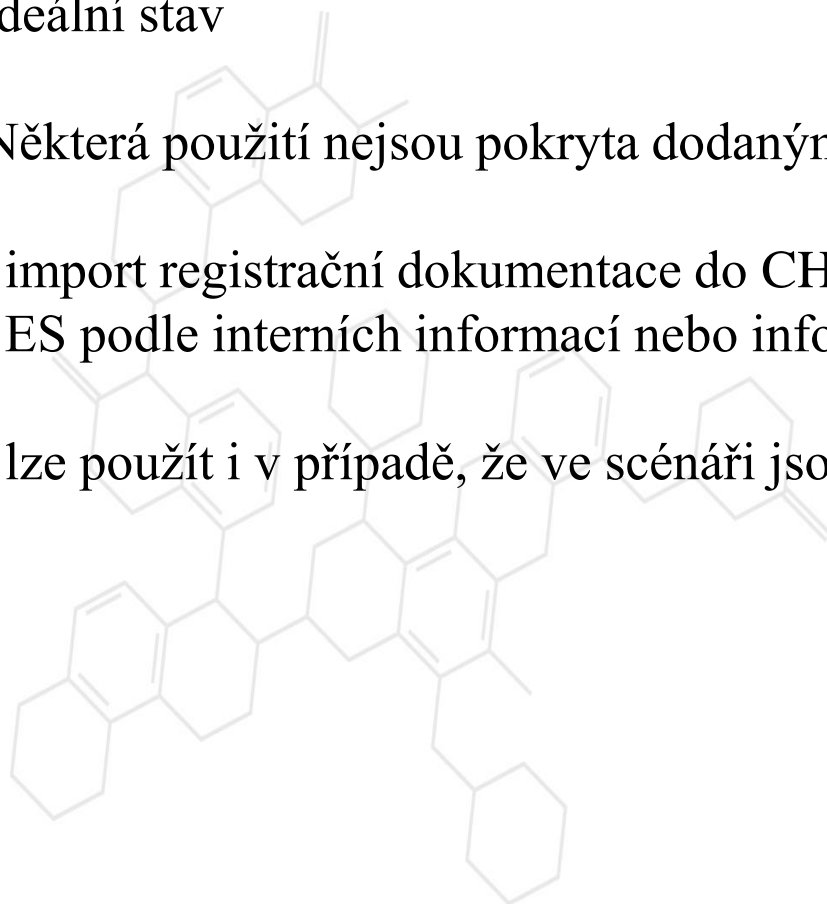 deální stav
Některá použití nejsou pokryta dodaným
import registrační dokumentace do CH
ES podle interních informací nebo info
lze použít i v případě, že ve scénáři jso